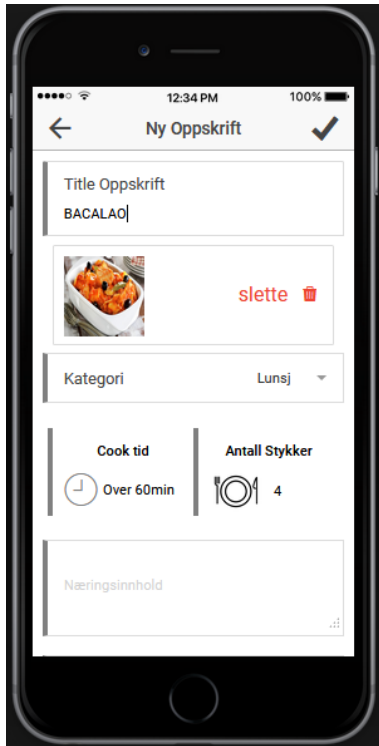 12:34 PM
100%
Ny Oppskrift
Title Oppskrift
BACALAO
slette
Kategori
Lunsj
Cook tid
Antall Stykker
Over 60min
4
Næringsinnhold